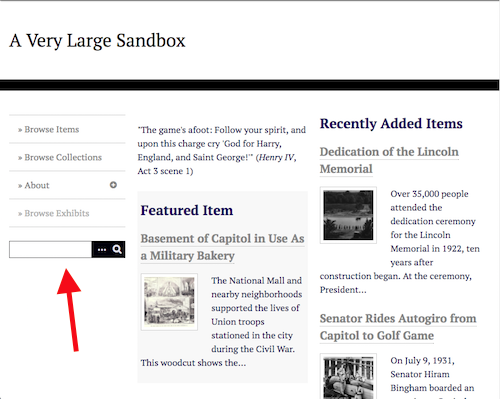 A Very Large Sandbox
» Browse Items
» Browse Collections
» About
» Browse Exhibits
"The game's afoot: Follow your spirit, and
upon this charge cry 'God for Harry,
England, and Saint George!'" (Henry IV,
Act 3 scene 1)
Featured Item
Basement of Capitol in Use As
a Military Bakery
The National Mall and
nearby neighborhoods
supported the lives of
Union troops
stationed in the city
during the Civil War.
This woodcut shows the...
Recently Added Items
Dedication of the Lincoln
Memorial
Over 35,000 people
attended the
dedication ceremony
for the Lincoln
Memorial in 1922, ten
years after
construction began. At the ceremony,
President...
Senator Rides Autogiro from
Capitol to Golf Game
On July 9, 1931,
Senator Hiram
Bingham boarded an